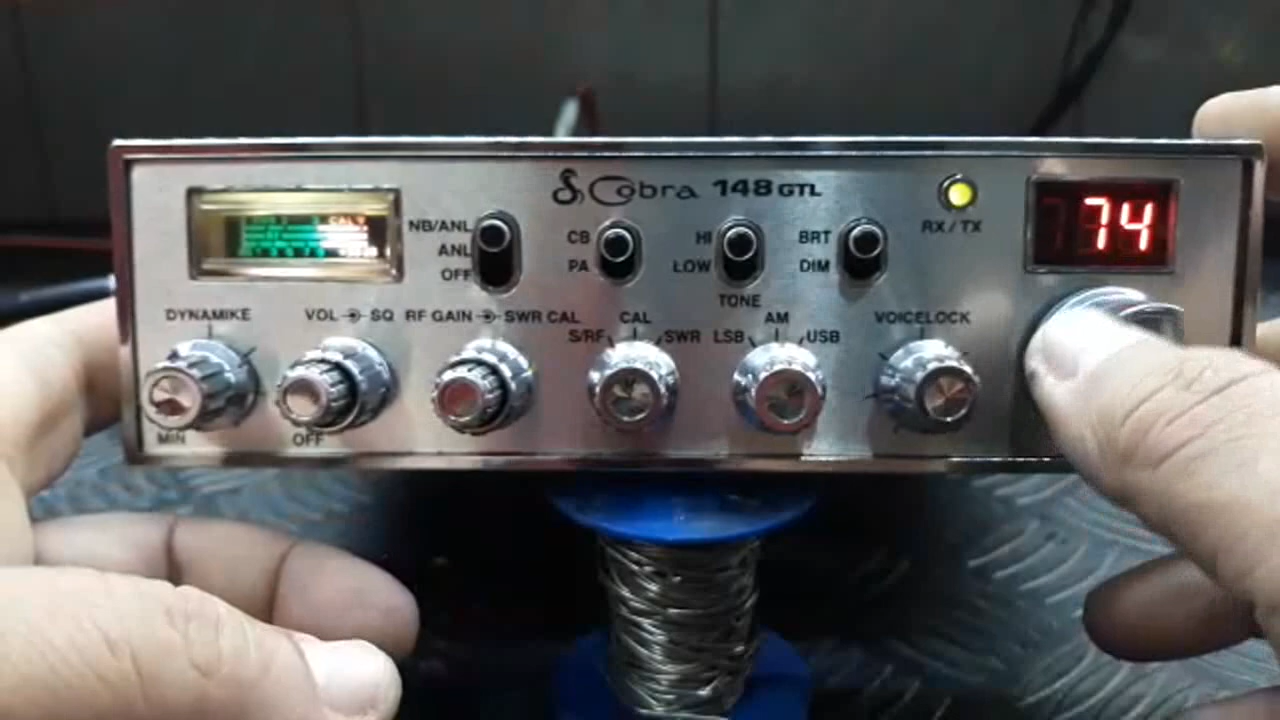 Cobra 148 GTL
NB/ANL
ANL
OFF
CB
PA
HI
LOW
TONE
BRT
DIM
RX / TX
74
DYNAMIKE
VOL SQ
RF GAIN SWR CAL
S/RF
CAL
SWR
LSB
AM
USB
VOICELOCK
MIN
OFF